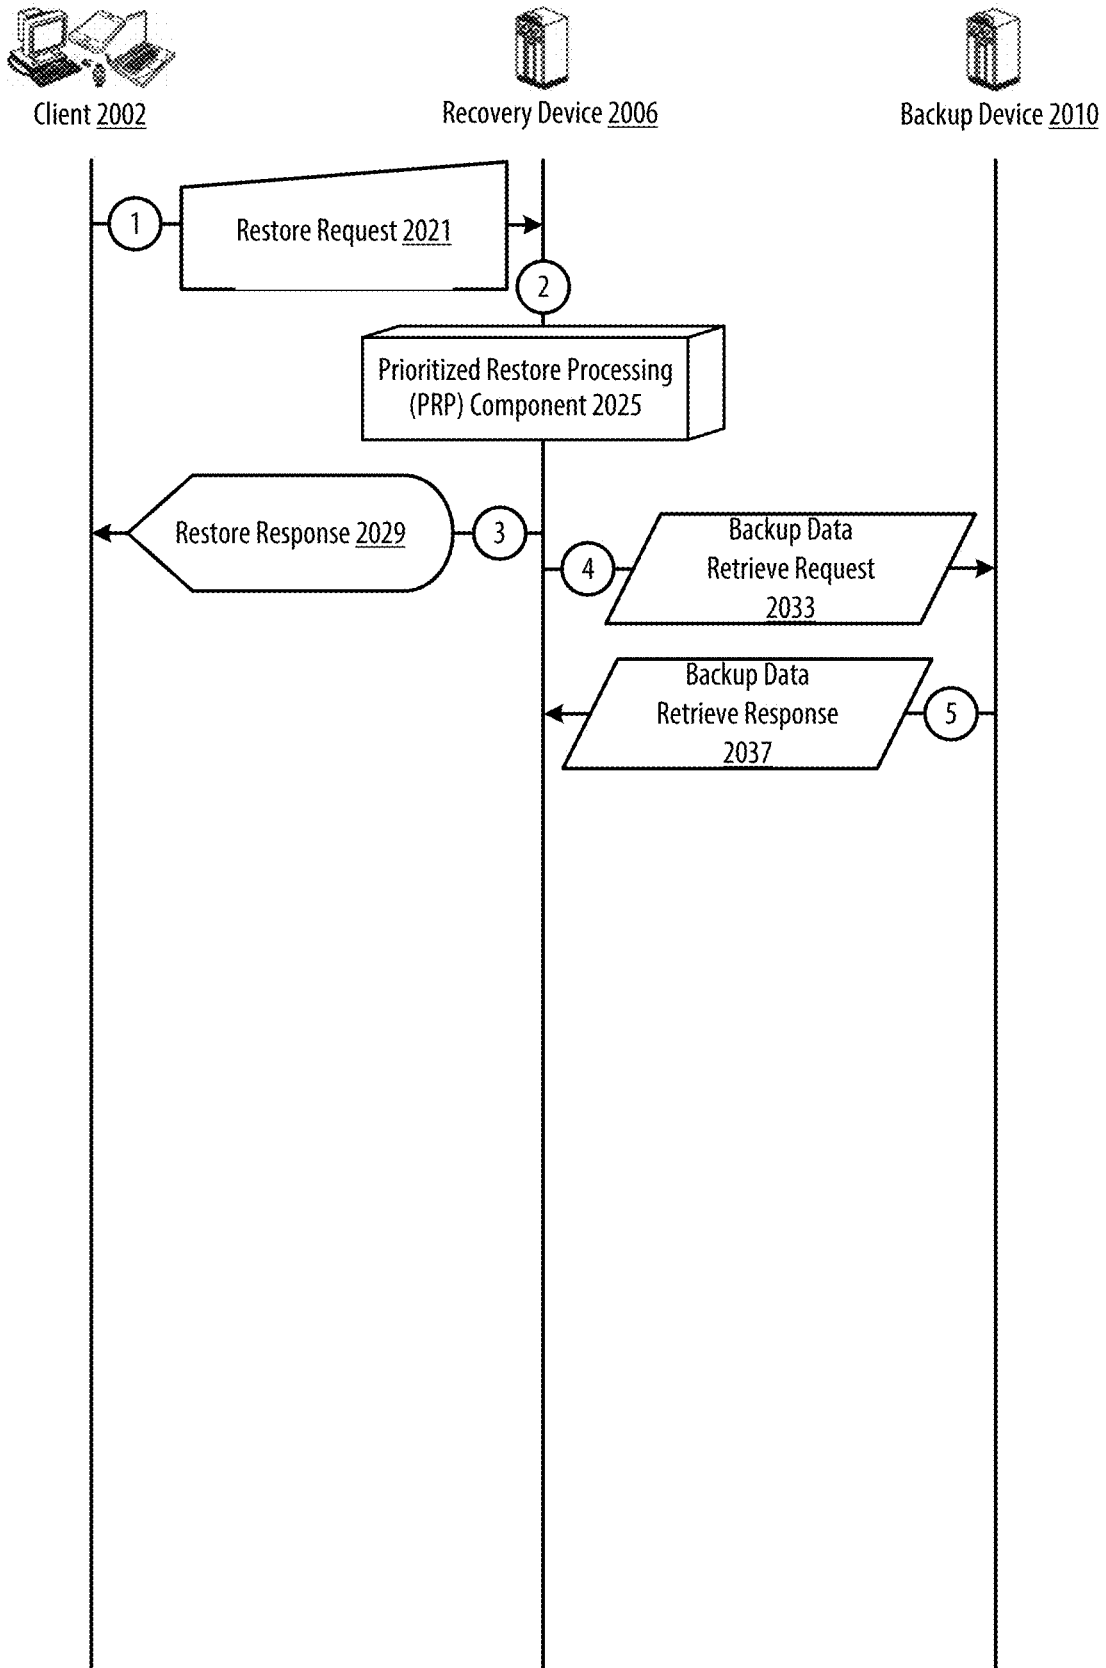 Client 2002
Recovery Device 2006
Backup Device 2010
1
Restore Request 2021
2
Prioritized Restore Processing
(PRP) Component 2025
Restore Response 2029
3
4
Backup Data
Retrieve Request
2033
Backup Data
Retrieve Response
2037
5